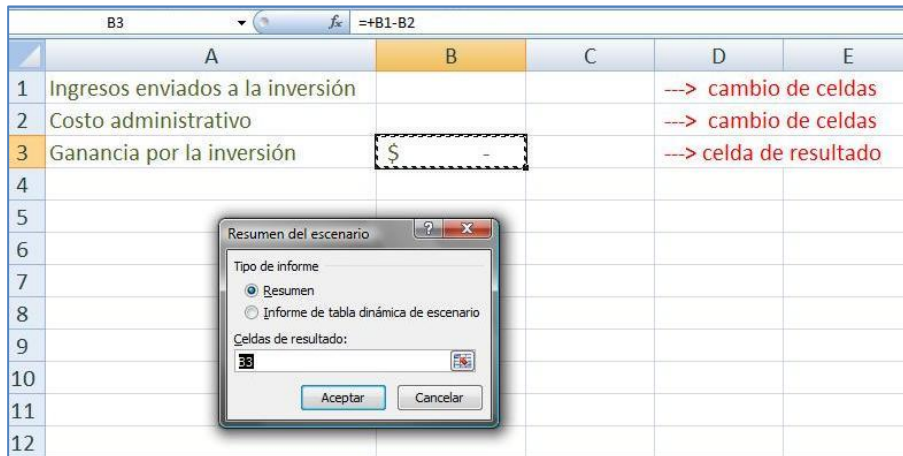 B3 fx =+B1-B2
A B C D E
1 Ingresos enviados a la inversión ---> cambio de celdas
2 Costo administrativo ---> cambio de celdas
3 Ganancia por la inversión $ - ---> celda de resultado
4
5
6
7
8
9
10
11
12
Resumen del escenario ?
Tipo de informe
Resumen
Informe de tabla dinámica de escenario
Celdas de resultado:
B3
Aceptar Cancelar